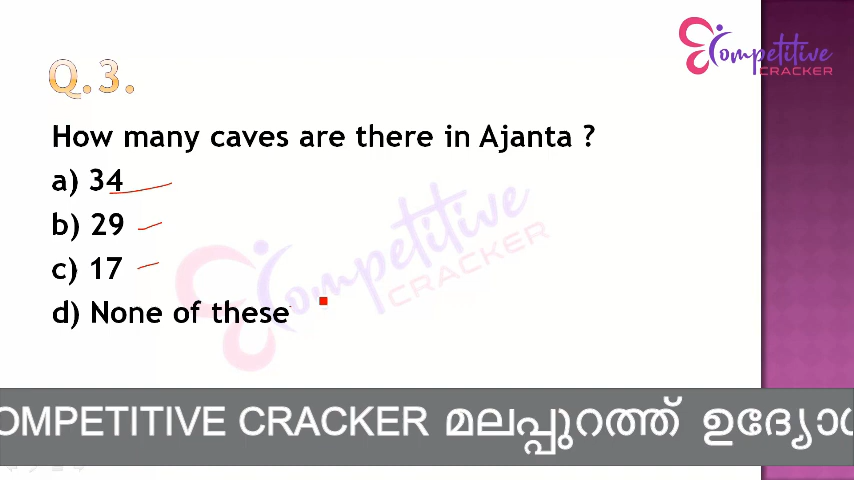 Competitive
CRACKER
Q.3.
How many caves are there in Ajanta ?
a) 34
b) 29
c) 17
d) None of these
Competitive
CRACKER
OMPETITIVE CRACKER മലപ്പുറത്ത് ഉദ്യോഗ